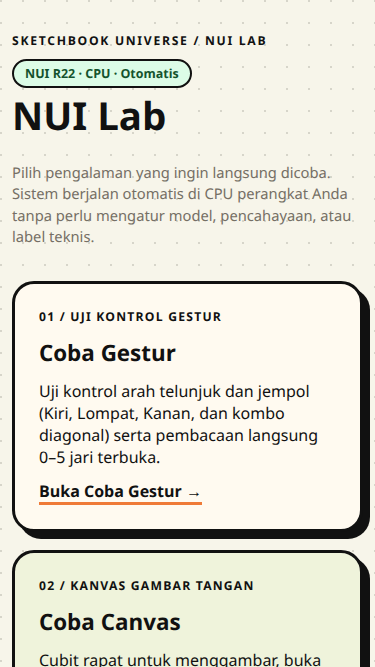 SKETCHBOOK UNIVERSE / NUI LAB
NUI R22 · CPU · Otomatis
NUI Lab
Pilih pengalaman yang ingin langsung dicoba.
Sistem berjalan otomatis di CPU perangkat Anda
tanpa perlu mengatur model, pencahayaan, atau
label teknis.
01 / UJI KONTROL GESTUR
Coba Gestur
Uji kontrol arah telunjuk dan jempol
(Kiri, Lompat, Kanan, dan kombo
diagonal) serta pembacaan langsung
0–5 jari terbuka.
Buka Coba Gestur →
02 / KANVAS GAMBAR TANGAN
Coba Canvas
Cubit rapat untuk menggambar, buka